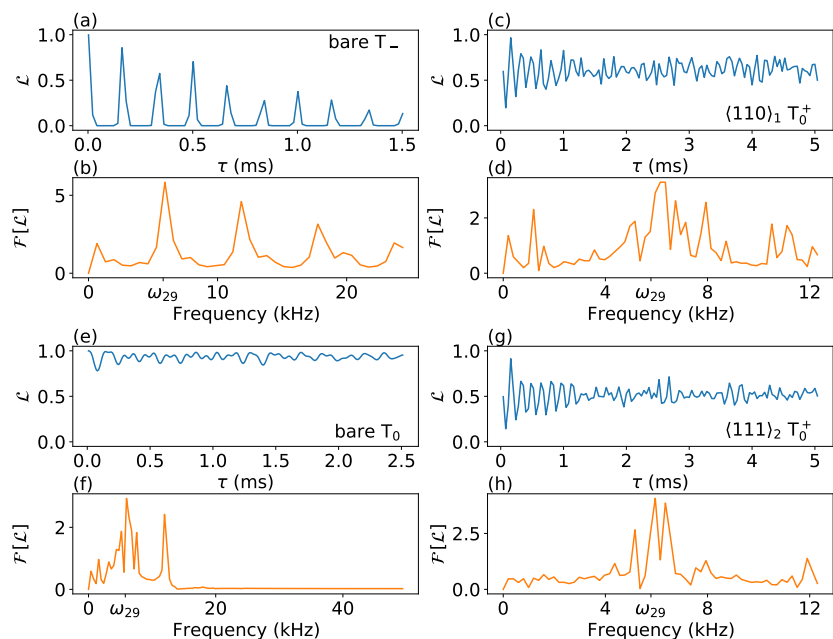 (a)
bare T₋
ℒ
1.0
0.5
0.0
0.0 0.5 1.0 1.5
τ (ms)
(b)
ℱ[ℒ]
5
0
0 ω₂₉ 10 20
Frequency (kHz)
(c)
⟨110⟩₁ T₀⁺
ℒ
1.0
0.5
0.0
0 1 2 4 5
τ (ms)
(d)
ℱ[ℒ]
2
0
0 4 ω₂₉ 8 12
Frequency (kHz)
(e)
bare T₀
ℒ
1.0
0.5
0.0
0.0 0.5 1.0 1.5 2.0 2.5
τ (ms)
(f)
ℱ[ℒ]
2
0
0 ω₂₉ 20 40
Frequency (kHz)
(g)
⟨111⟩₂ T₀⁺
ℒ
1.0
0.5
0.0
0 1 2 4 5
τ (ms)
(h)
ℱ[ℒ]
2.5
0.0
0 4 ω₂₉ 8 12
Frequency (kHz)